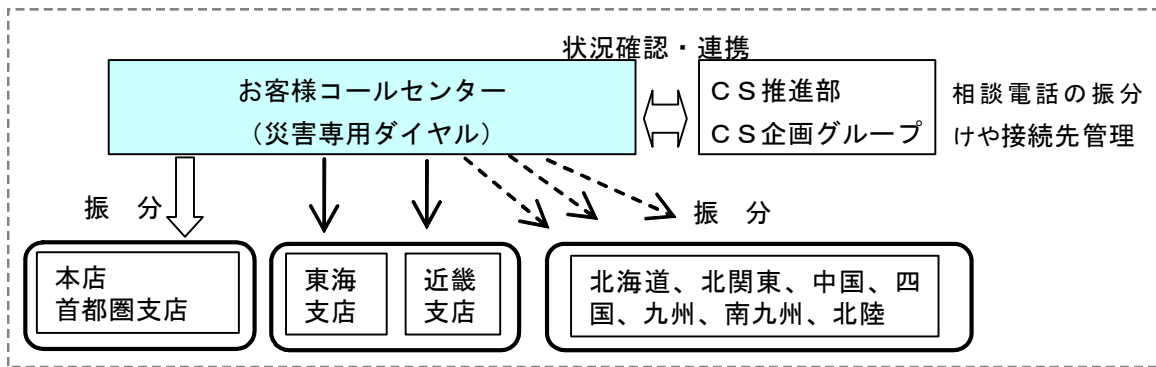 状況確認・連携
お客様コールセンター
(災害専用ダイヤル)
ＣＳ推進部
ＣＳ企画グループ
相談電話の振分
けや接続先管理
振　分
振　分
本店
首都圏支店
東海
支店
近畿
支店
北海道、北関東、中国、四
国、九州、南九州、北陸